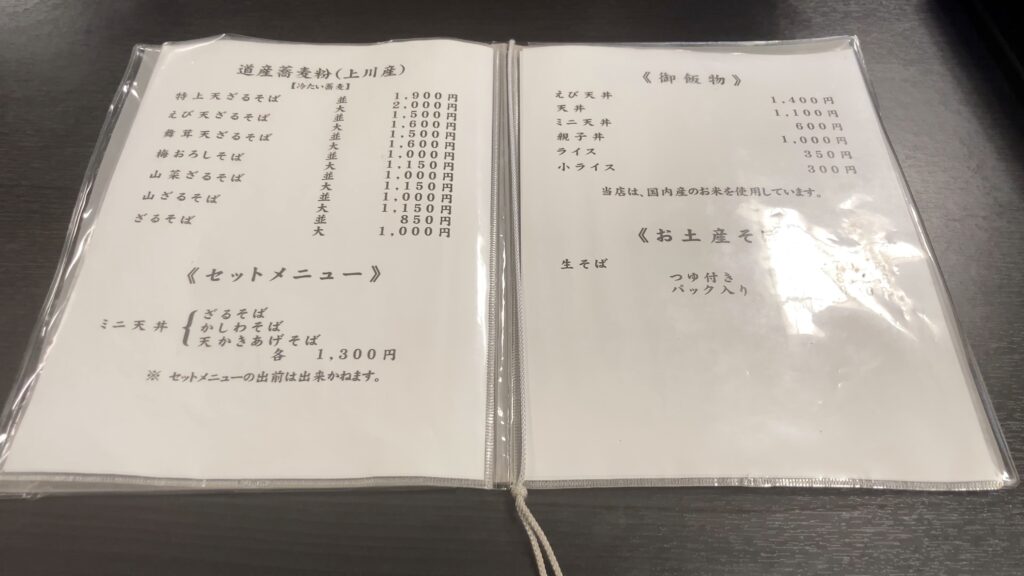 道産蕎麦粉(上川産)
【冷たい蕎麦】
特上天ざるそば 並 1,900円
大 2,000円
えび天ざるそば 並 1,500円
大 1,600円
舞茸天ざるそば 並 1,500円
大 1,600円
梅おろしそば 並 1,000円
大 1,150円
山菜ざるそば 並 1,000円
大 1,150円
山ざるそば 並 1,000円
大 1,150円
ざるそば 並 850円
大 1,000円
《セットメニュー》
ミニ天丼 { ざるそば
かしわそば
天かきあげそば
各 1,300円
※ セットメニューの出前は出来かねます。
《御飯物》
えび天丼 1,400円
天丼 1,100円
ミニ天丼 600円
親子丼 1,000円
ライス 350円
小ライス 300円
当店は、国内産のお米を使用しています。
《お土産そ
生そば
つゆ付き
パック入り